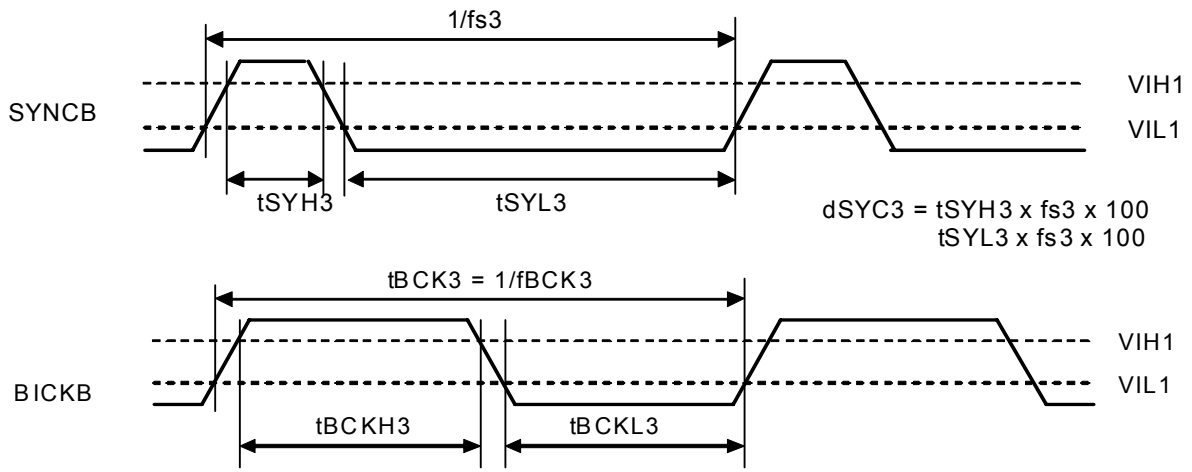 1/fs3
VIH1
SYNCB
VIL1
tSYH3
tSYL3
dSYC3 = tSYH3 x fs3 x 100
tSYL3 x fs3 x 100
tBCK3 = 1/fBCK3
VIH1
BICKB
VIL1
tBCKH3
tBCKL3